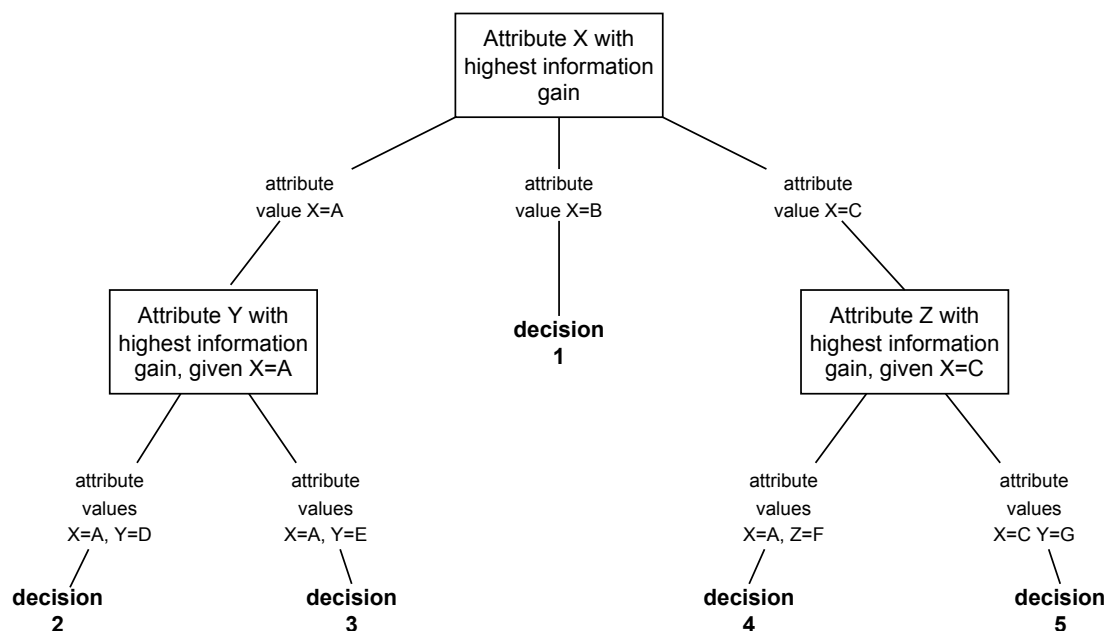 Attribute X with
highest information
gain
attribute
value X=A
attribute
value X=B
attribute
value X=C
Attribute Y with
highest information
gain, given X=A
decision
1
Attribute Z with
highest information
gain, given X=C
attribute
values
X=A, Y=D
attribute
values
X=A, Y=E
attribute
values
X=A, Z=F
attribute
values
X=C Y=G
decision
2
decision
3
decision
4
decision
5